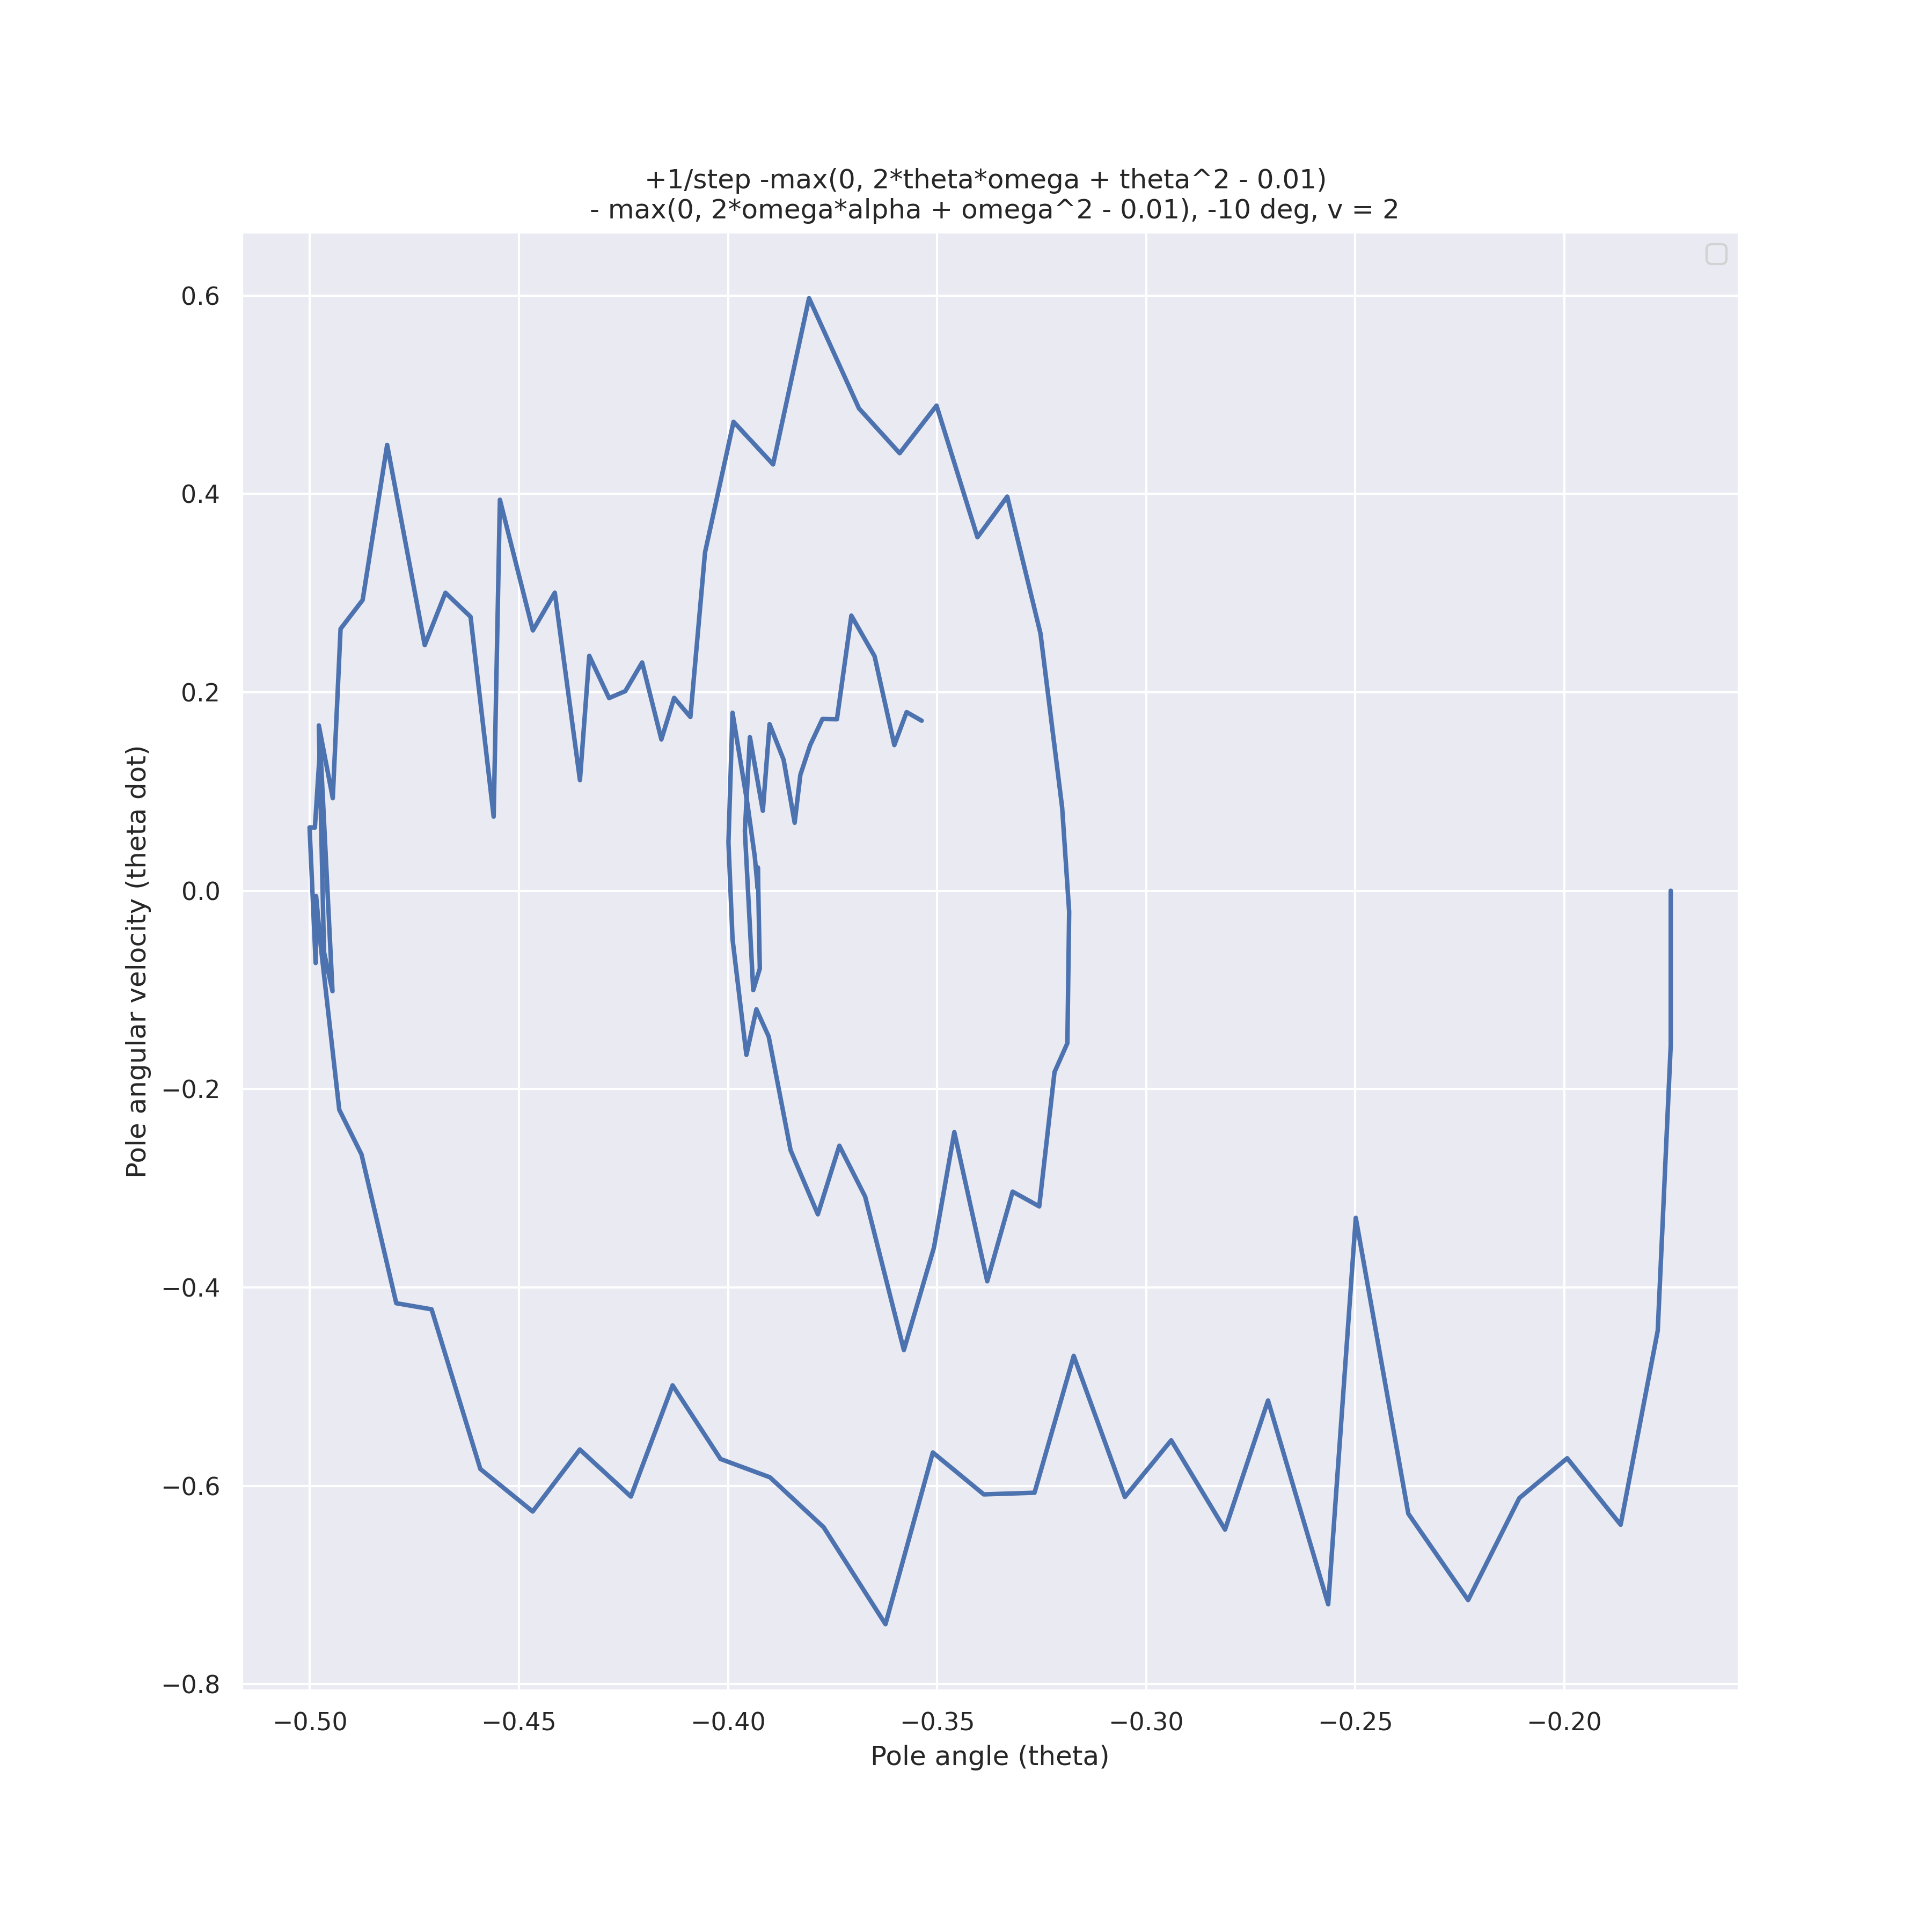 +1/step -max(0, 2*theta*omega + theta^2 - 0.01)
- max(0, 2*omega*alpha + omega^2 - 0.01), -10 deg, v = 2
0.6
0.4
0.2
0.0
−0.2
−0.4
−0.6
−0.8
Pole angular velocity (theta dot)
−0.50 −0.45 −0.40 −0.35 −0.30 −0.25 −0.20
Pole angle (theta)